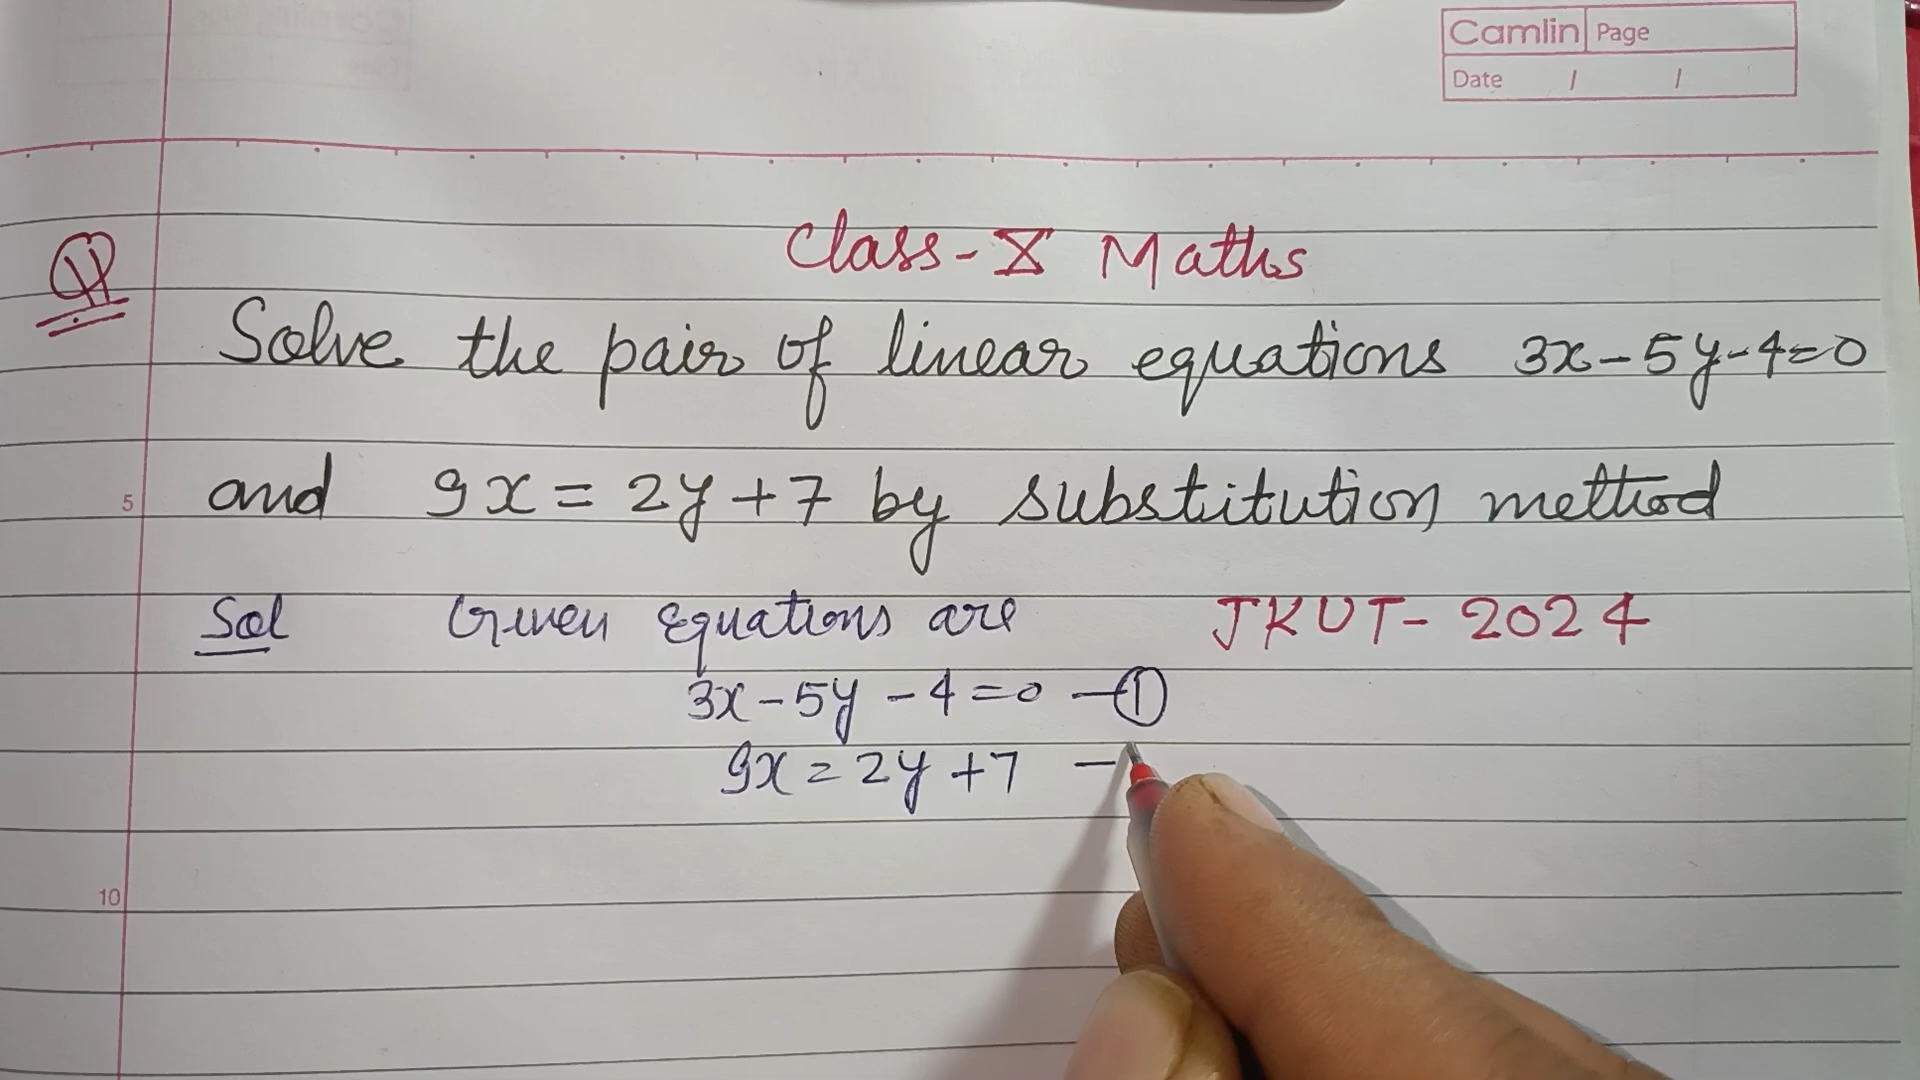 Camlin Page
Date / /
Class-X Maths
Q
Solve the pair of linear equations 3x-5y-4=0
5
and 9x = 2y+7 by substitution method
Sol Given Equations are JKUT-2024
3x-5y-4=0 -①
9x=2y+7 -
10